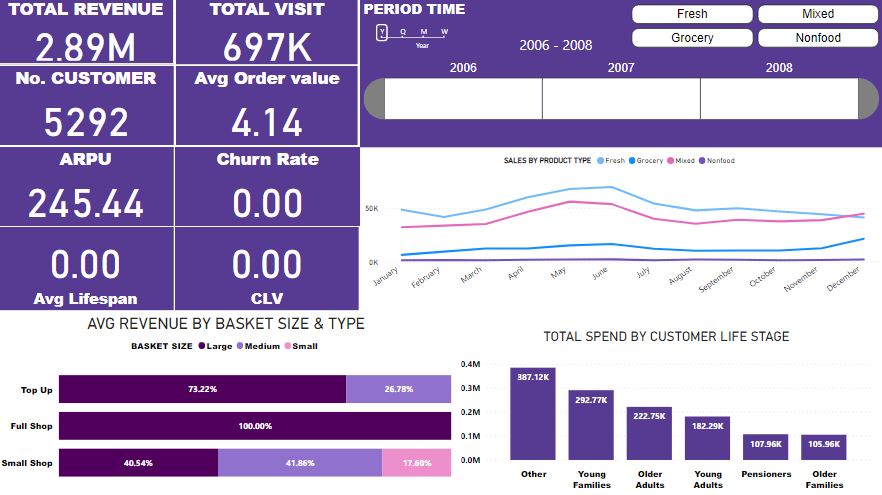 TOTAL REVENUE
2.89M
TOTAL VISIT
697K
No. CUSTOMER
5292
Avg Order value
4.14
ARPU
245.44
Churn Rate
0.00
0.00
Avg Lifespan
0.00
CLV
PERIOD TIME
Y Q M W
Year
2006 - 2008
Fresh
Mixed
Grocery
Nonfood
2006 2007 2008
SALES BY PRODUCT TYPE Fresh Grocery Mixed Nonfood
50K
0K
January February March April May June July August September October November December
AVG REVENUE BY BASKET SIZE & TYPE
BASKET SIZE Large Medium Small
Top Up 73.22% 26.78%
Full Shop 100.00%
Small Shop 40.54% 41.86% 17.60%
TOTAL SPEND BY CUSTOMER LIFE STAGE
0.4M
0.3M
0.2M
0.1M
0.0M
387.12K
292.77K
222.75K
182.29K
107.96K
105.96K
Other
Young Families
Older Adults
Young Adults
Pensioners
Older Families